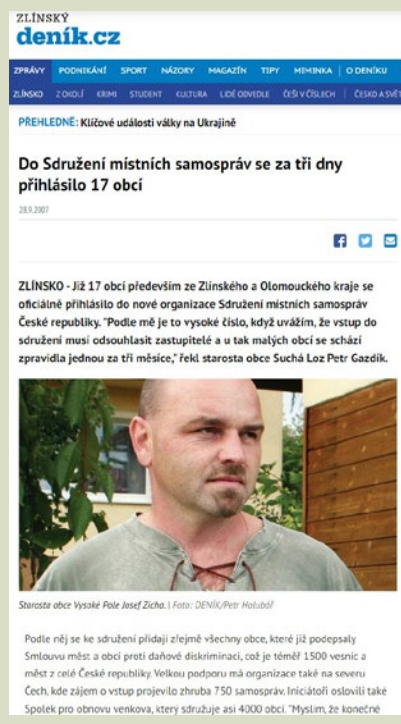 ZLÍNSKÝ
deník.cz
ZPRÁVY PODNIKÁNÍ SPORT NÁZORY MAGAZÍN TIPY MIMINKA | O DENÍKU
ZLÍNSKO Z OKOLÍ KRIMI STUDENT KULTURA LIDÉ ODVEDLE ČEŠI V ČÍSLECH | ČESKO A SVĚT
PŘEHLEDNĚ: Klíčové události války na Ukrajině
Do Sdružení místních samospráv se za tři dny
přihlásilo 17 obcí
28.9.2007
ZLÍNSKO - Již 17 obcí především ze Zlínského a Olomouckého kraje se
oficiálně přihlásilo do nové organizace Sdružení místních samospráv
České republiky. "Podle mě je to vysoké číslo, když uvážím, že vstup do
sdružení musí odsouhlasit zastupitelé a u tak malých obcí se schází
zpravidla jednou za tři měsíce," řekl starosta obce Suchá Loz Petr Gazdík.
Starosta obce Vysoké Pole Josef Zicha. | Foto: DENÍK/Petr Holubář
Podle něj se ke sdružení přidají zřejmě všechny obce, které již podepsaly
Smlouvu měst a obcí proti daňové diskriminaci, což je téměř 1500 vesnic a
měst z celé České republiky. Velkou podporu má organizace také na severu
Čech, kde zájem o vstup projevilo zhruba 750 samospráv. Iniciátoři oslovili také
Spolek pro obnovu venkova, který sdružuje asi 4000 obcí. "Myslím, že konečné